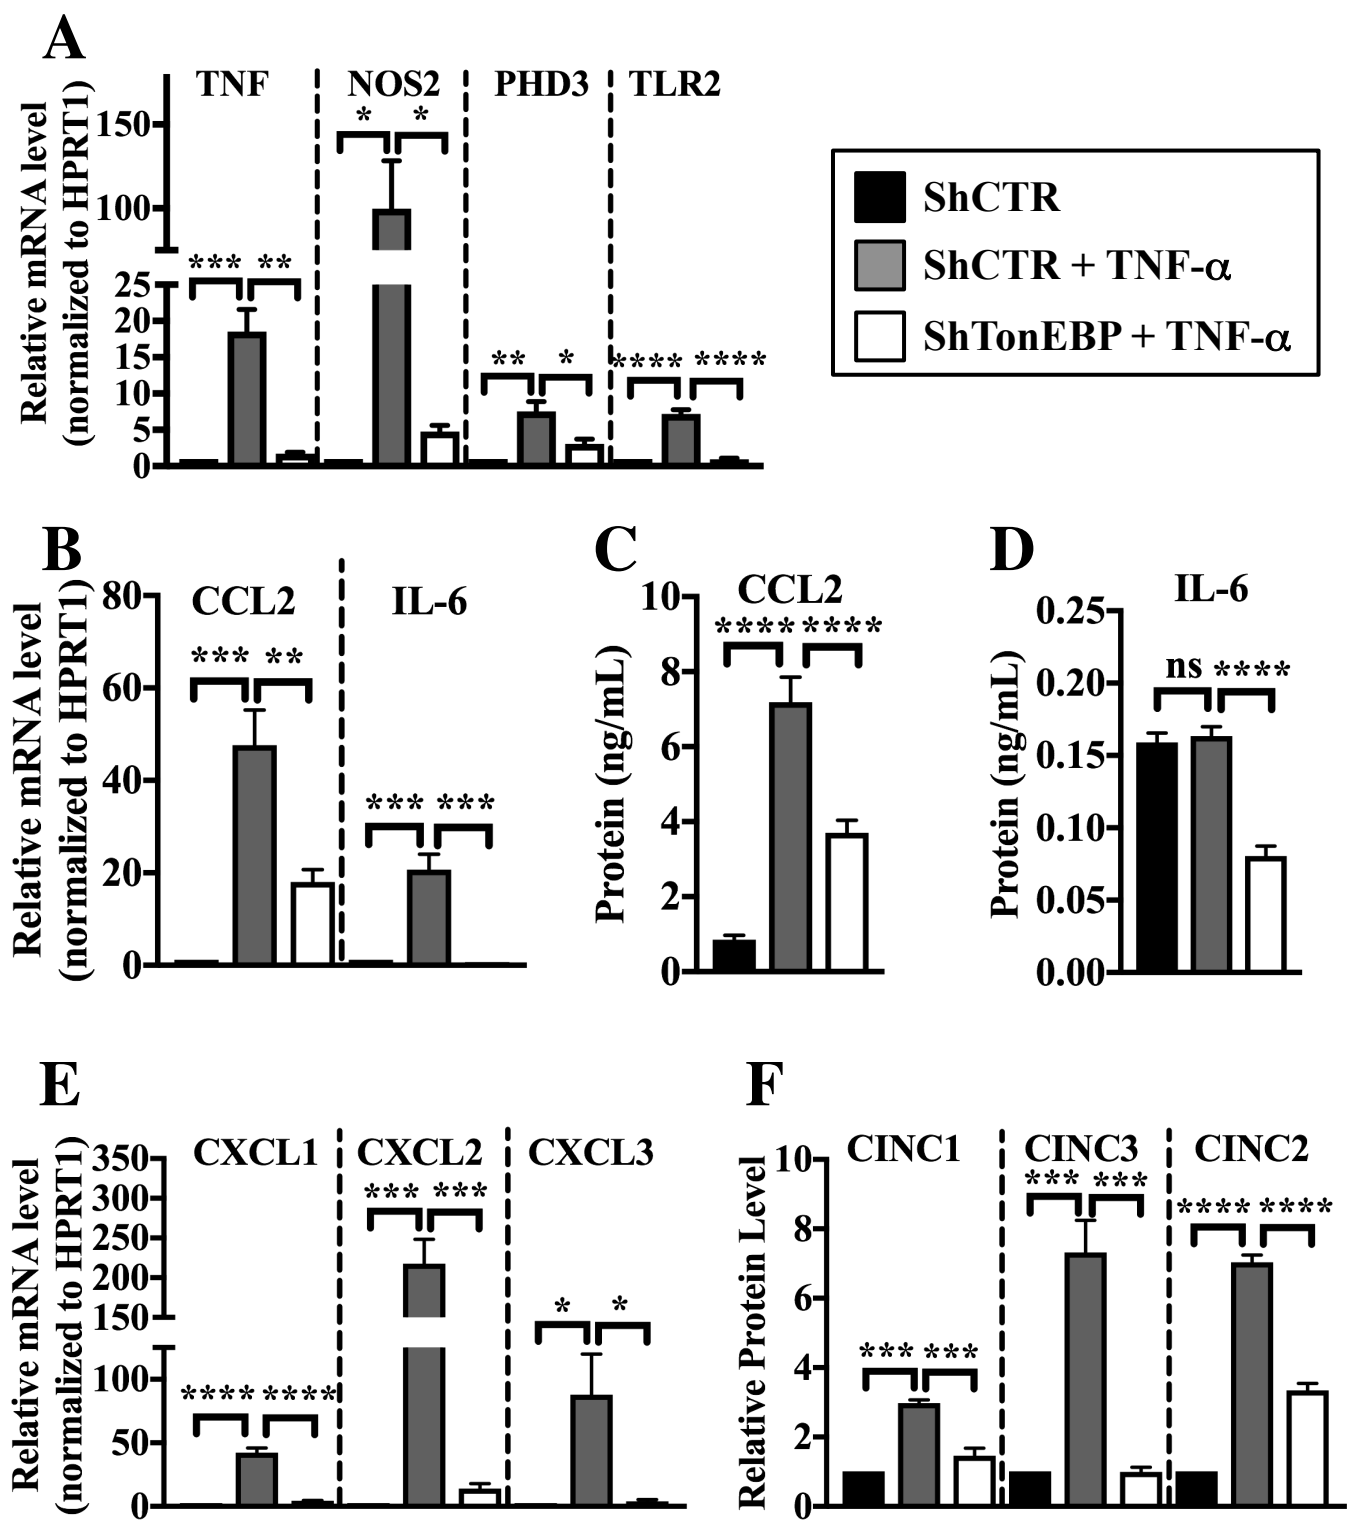 A
TNF NOS2 PHD3 TLR2
Relative mRNA level
(normalized to HPRT1)
150
100
25
20
15
10
5
0
*** ** * * ** * **** ****
ShCTR
ShCTR + TNF-α
ShTonEBP + TNF-α
B
CCL2 IL-6
Relative mRNA level
(normalized to HPRT1)
80
60
40
20
0
*** ** *** ***
C
CCL2
Protein (ng/mL)
10
8
6
4
2
0
**** ****
D
IL-6
Protein (ng/mL)
0.25
0.20
0.15
0.10
0.05
0.00
ns ****
E
CXCL1 CXCL2 CXCL3
Relative mRNA level
(normalized to HPRT1)
350
300
250
200
150
100
50
0
**** **** *** *** * *
F
CINC1 CINC3 CINC2
Relative Protein Level
10
8
6
4
2
0
*** *** *** *** **** ****